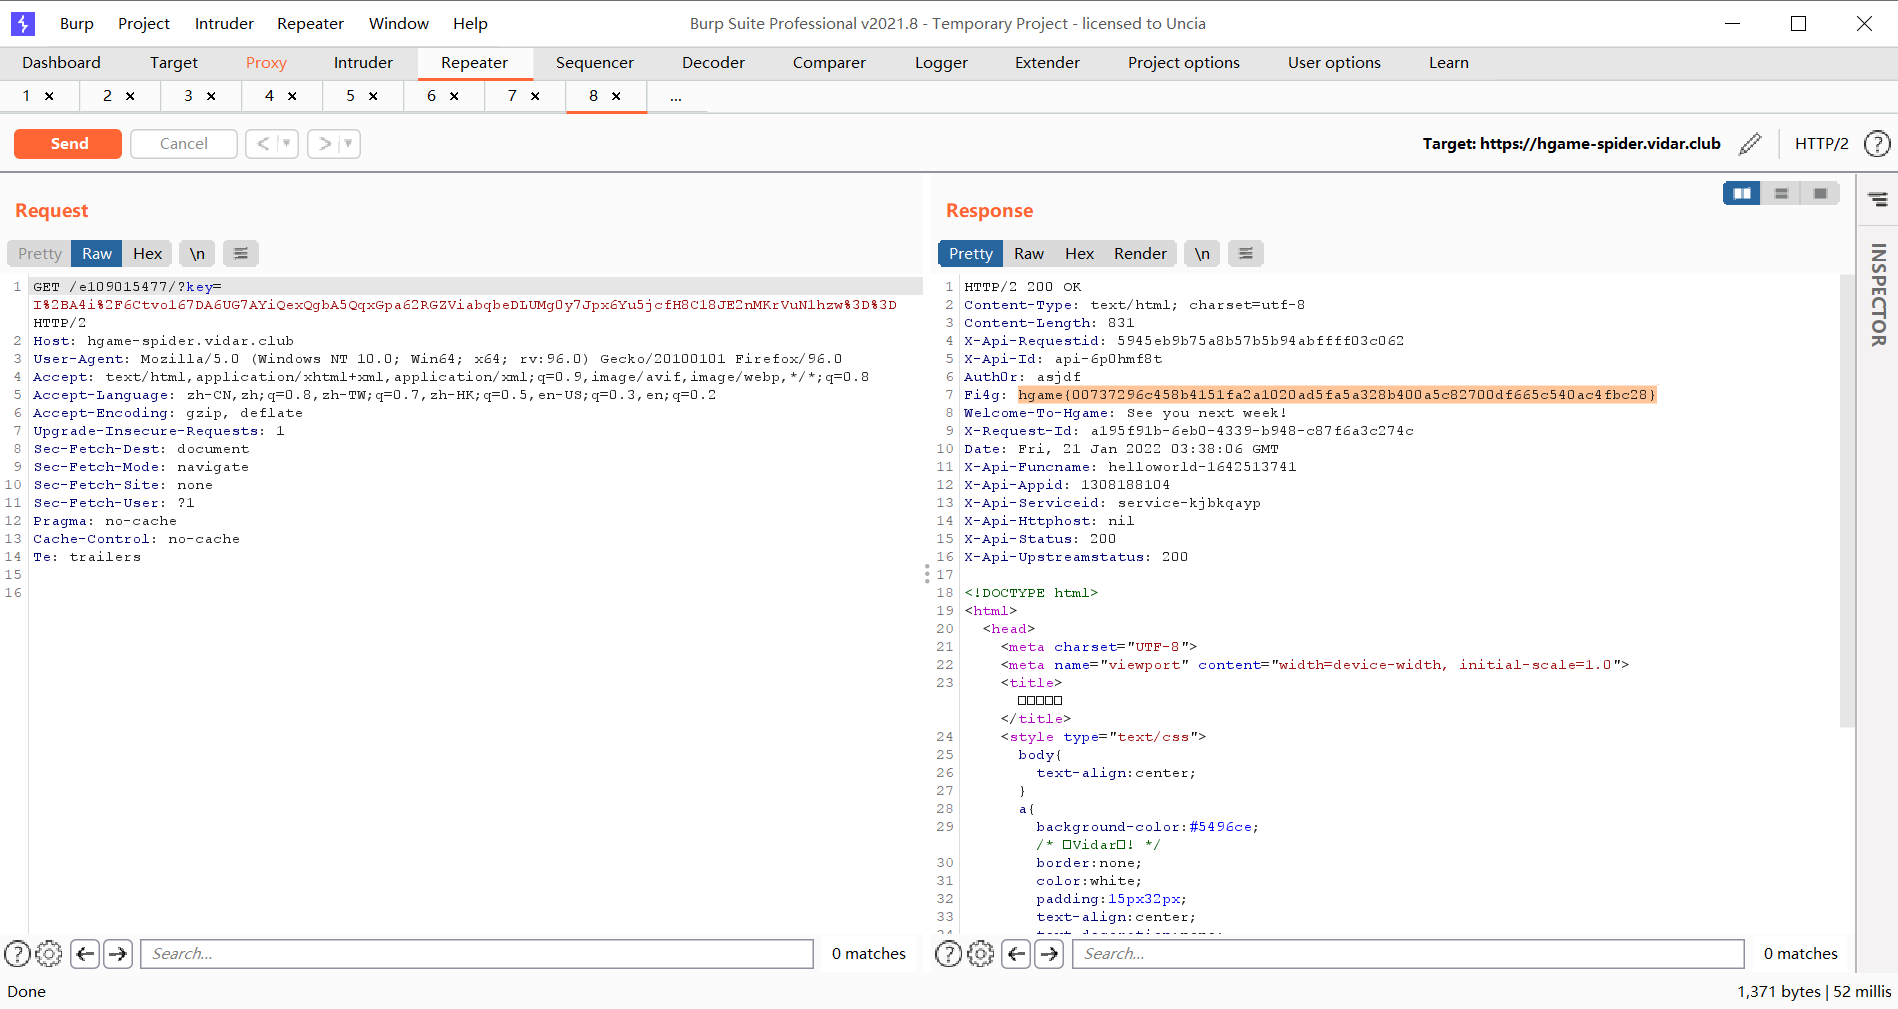 Burp Project Intruder Repeater Window Help Burp Suite Professional v2021.8 - Temporary Project - licensed to Uncia
Dashboard Target Proxy Intruder Repeater Sequencer Decoder Comparer Logger Extender Project options User options Learn
1 × 2 × 3 × 4 × 5 × 6 × 7 × 8 × ...
Send Cancel < > Target: https://hgame-spider.vidar.club HTTP/2 ?
Request
Pretty Raw Hex \n
1 GET /e109015477/?key=
I%2BA4i%2F6Ctvol67DA6UG7AYiQexQgbA5QqxGpa62RGZViabqbeDLUMg0y7Jpx6Yu5jcfH8C18JE2nMKrVuN1hzw%3D%3D
HTTP/2
2 Host: hgame-spider.vidar.club
3 User-Agent: Mozilla/5.0 (Windows NT 10.0; Win64; x64; rv:96.0) Gecko/20100101 Firefox/96.0
4 Accept: text/html,application/xhtml+xml,application/xml;q=0.9,image/avif,image/webp,*/*;q=0.8
5 Accept-Language: zh-CN,zh;q=0.8,zh-TW;q=0.7,zh-HK;q=0.5,en-US;q=0.3,en;q=0.2
6 Accept-Encoding: gzip, deflate
7 Upgrade-Insecure-Requests: 1
8 Sec-Fetch-Dest: document
9 Sec-Fetch-Mode: navigate
10 Sec-Fetch-Site: none
11 Sec-Fetch-User: ?1
12 Pragma: no-cache
13 Cache-Control: no-cache
14 Te: trailers
15
16
? Search... 0 matches
Response
Pretty Raw Hex Render \n
1 HTTP/2 200 OK
2 Content-Type: text/html; charset=utf-8
3 Content-Length: 831
4 X-Api-Requestid: 5945eb9b75a8b57b5b94abffff03c062
5 X-Api-Id: api-6p0hmf8t
6 Auth0r: asjdf
7 Fi4g: hgame{00737296c458b4151fa2a1020ad5fa5a328b400a5c82700df665c540ac4fbc28}
8 Welcome-To-Hgame: See you next week!
9 X-Request-Id: a195f91b-6eb0-4339-b948-c87f6a3c274c
10 Date: Fri, 21 Jan 2022 03:38:06 GMT
11 X-Api-Funcname: helloworld-1642513741
12 X-Api-Appid: 1308188104
13 X-Api-Serviceid: service-kjbkqayp
14 X-Api-Httphost: nil
15 X-Api-Status: 200
16 X-Api-Upstreamstatus: 200
17
18 <!DOCTYPE html>
19 <html>
20 <head>
21 <meta charset="UTF-8">
22 <meta name="viewport" content="width=device-width, initial-scale=1.0">
23 <title>
□□□□□
</title>
24 <style type="text/css">
25 body{
26 text-align:center;
27 }
28 a{
29 background-color:#5496ce;
/* □Vidar□! */
30 border:none;
31 color:white;
32 padding:15px32px;
33 text-align:center;
? Search... 0 matches
INSPECTOR
Done 1,371 bytes | 52 millis